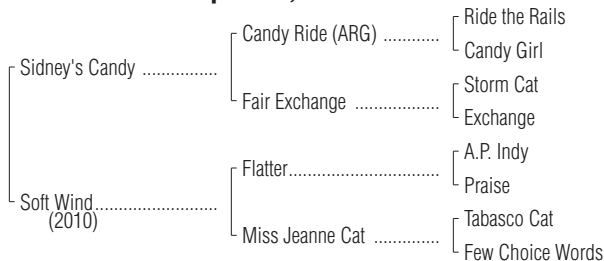 Ride the Rails
Candy Ride (ARG) ............
Candy Girl
Sidney's Candy ................
Storm Cat
Fair Exchange ..................
Exchange
A.P. Indy
Flatter................................
Praise
Soft Wind..........................
(2010)
Tabasco Cat
Miss Jeanne Cat ..............
Few Choice Words